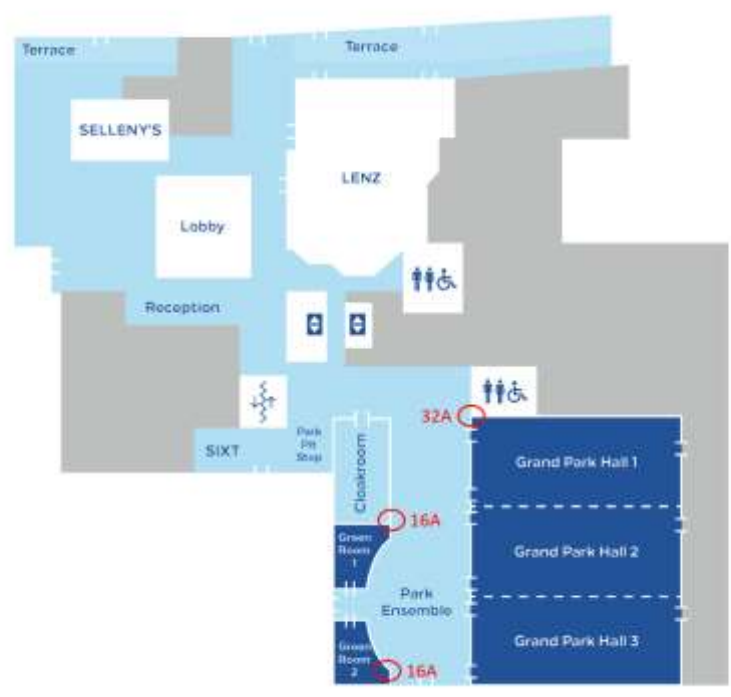 Terrace
Terrace
SELLENY'S
LENZ
Lobby
Reception
32A
SIXT
Park
Pit
Stop
Cloakroom
Grand Park Hall 1
16A
Green
Room
1
Grand Park Hall 2
Park
Ensemble
Green
Room
2
Grand Park Hall 3
16A